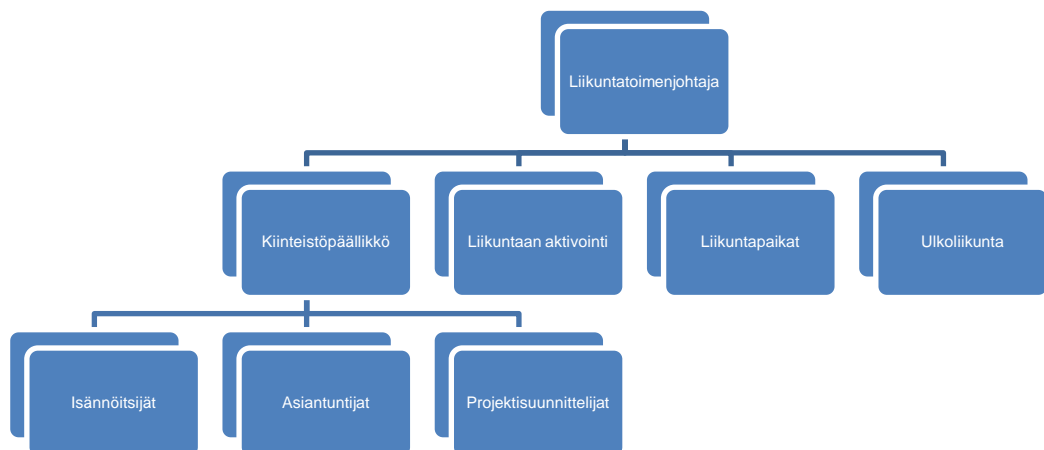 Liikuntatoimenjohtaja
Kiinteistöpäällikkö
Liikuntaan aktivointi
Liikuntapaikat
Ulkoliikunta
Isännöitsijät
Asiantuntijat
Projektisuunnittelijat